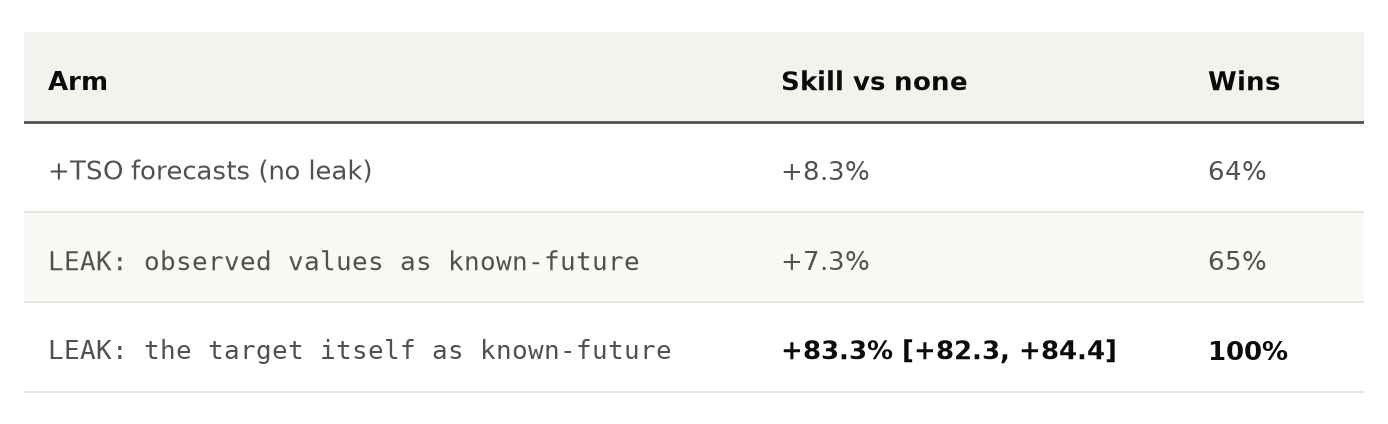 Arm Skill vs none Wins
+TSO forecasts (no leak) +8.3% 64%
LEAK: observed values as known-future +7.3% 65%
LEAK: the target itself as known-future +83.3% [+82.3, +84.4] 100%